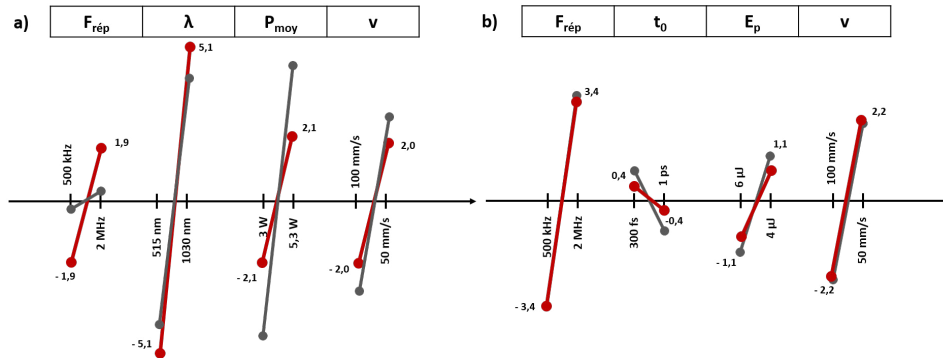 a)
F_rép λ P_moy v
5,1
1,9
2,1
2,0
500 kHz
2 MHz
515 nm
1030 nm
3 W
5,3 W
100 mm/s
50 mm/s
- 1,9
- 2,1
- 2,0
- 5,1
b)
F_rép t_0 E_p v
3,4
2,2
1,1
0,4
500 kHz
2 MHz
300 fs
1 ps
6 µJ
4 µJ
100 mm/s
50 mm/s
-0,4
- 1,1
- 2,2
- 3,4